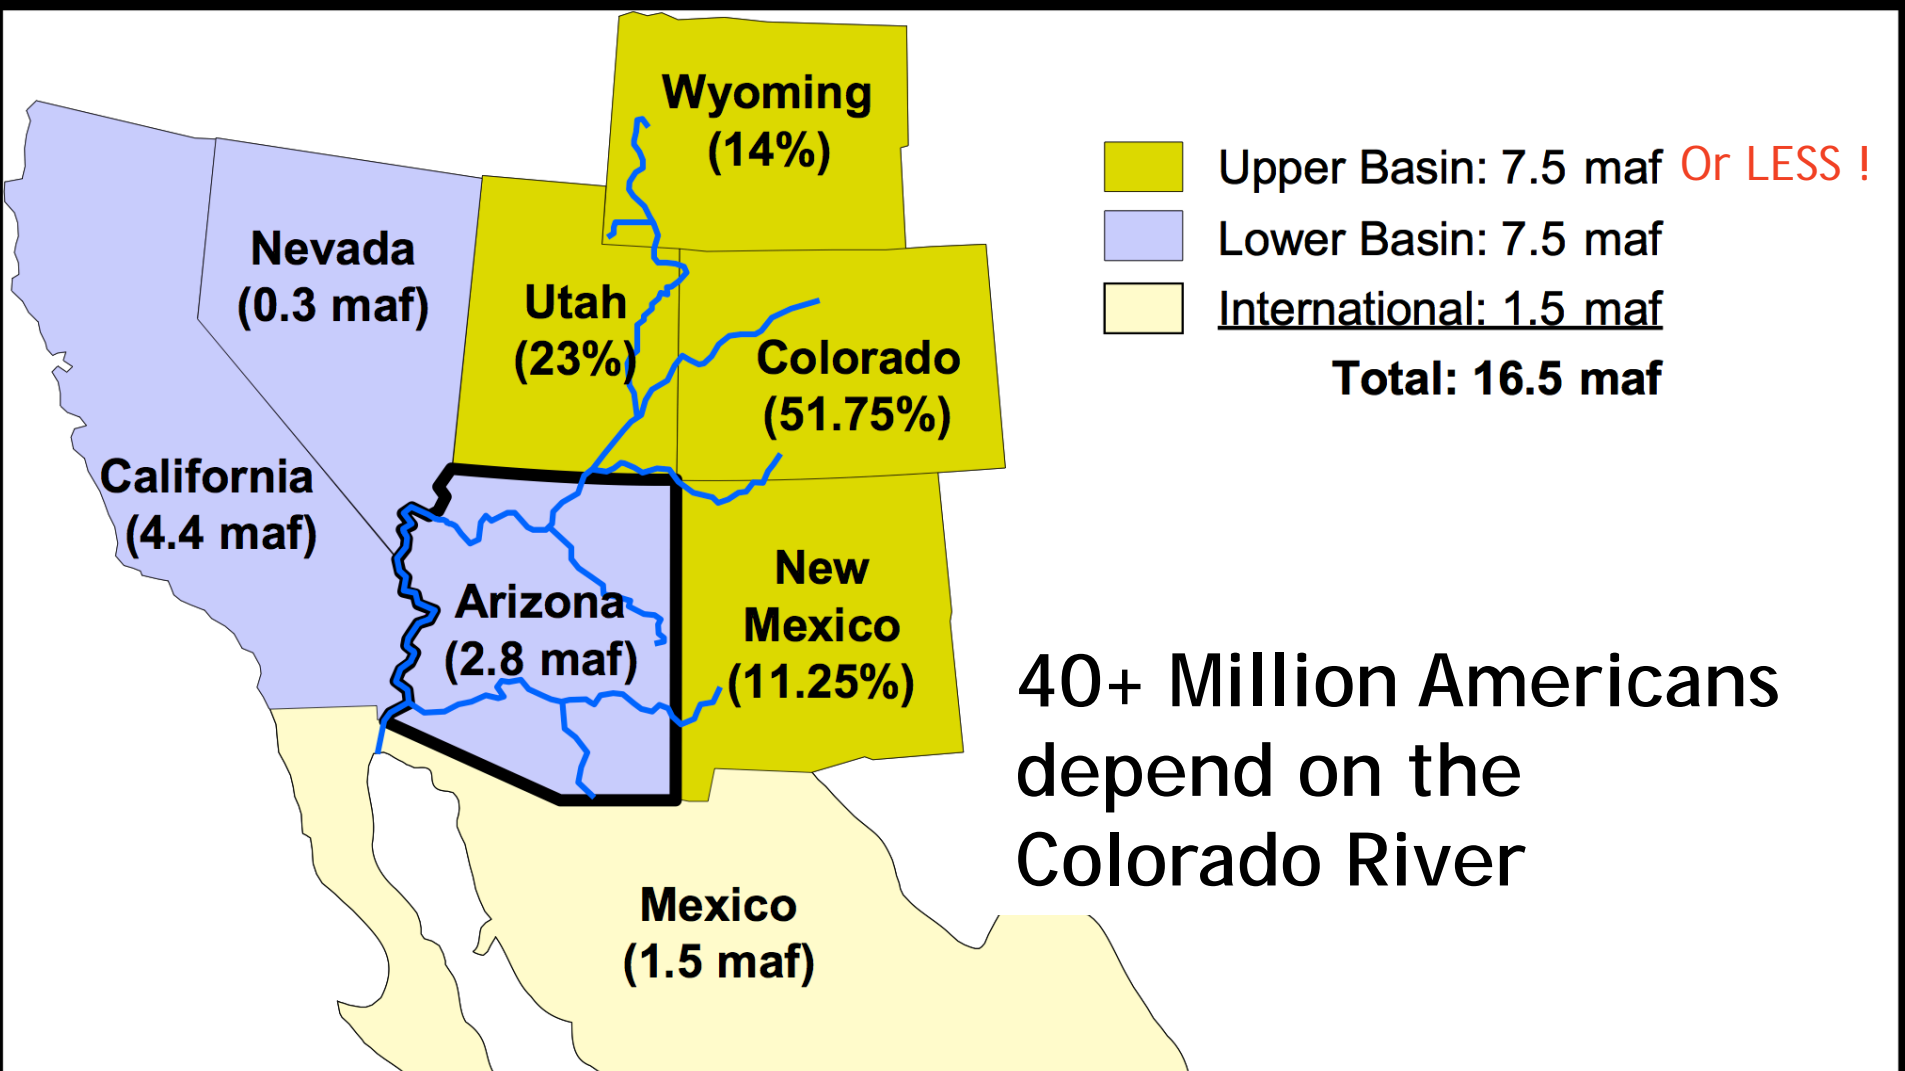 Wyoming
(14%)
Upper Basin: 7.5 maf Or LESS !
Lower Basin: 7.5 maf
International: 1.5 maf
Total: 16.5 maf
Nevada
(0.3 maf)
Utah
(23%)
Colorado
(51.75%)
California
(4.4 maf)
Arizona
(2.8 maf)
New
Mexico
(11.25%)
40+ Million Americans
depend on the
Colorado River
Mexico
(1.5 maf)